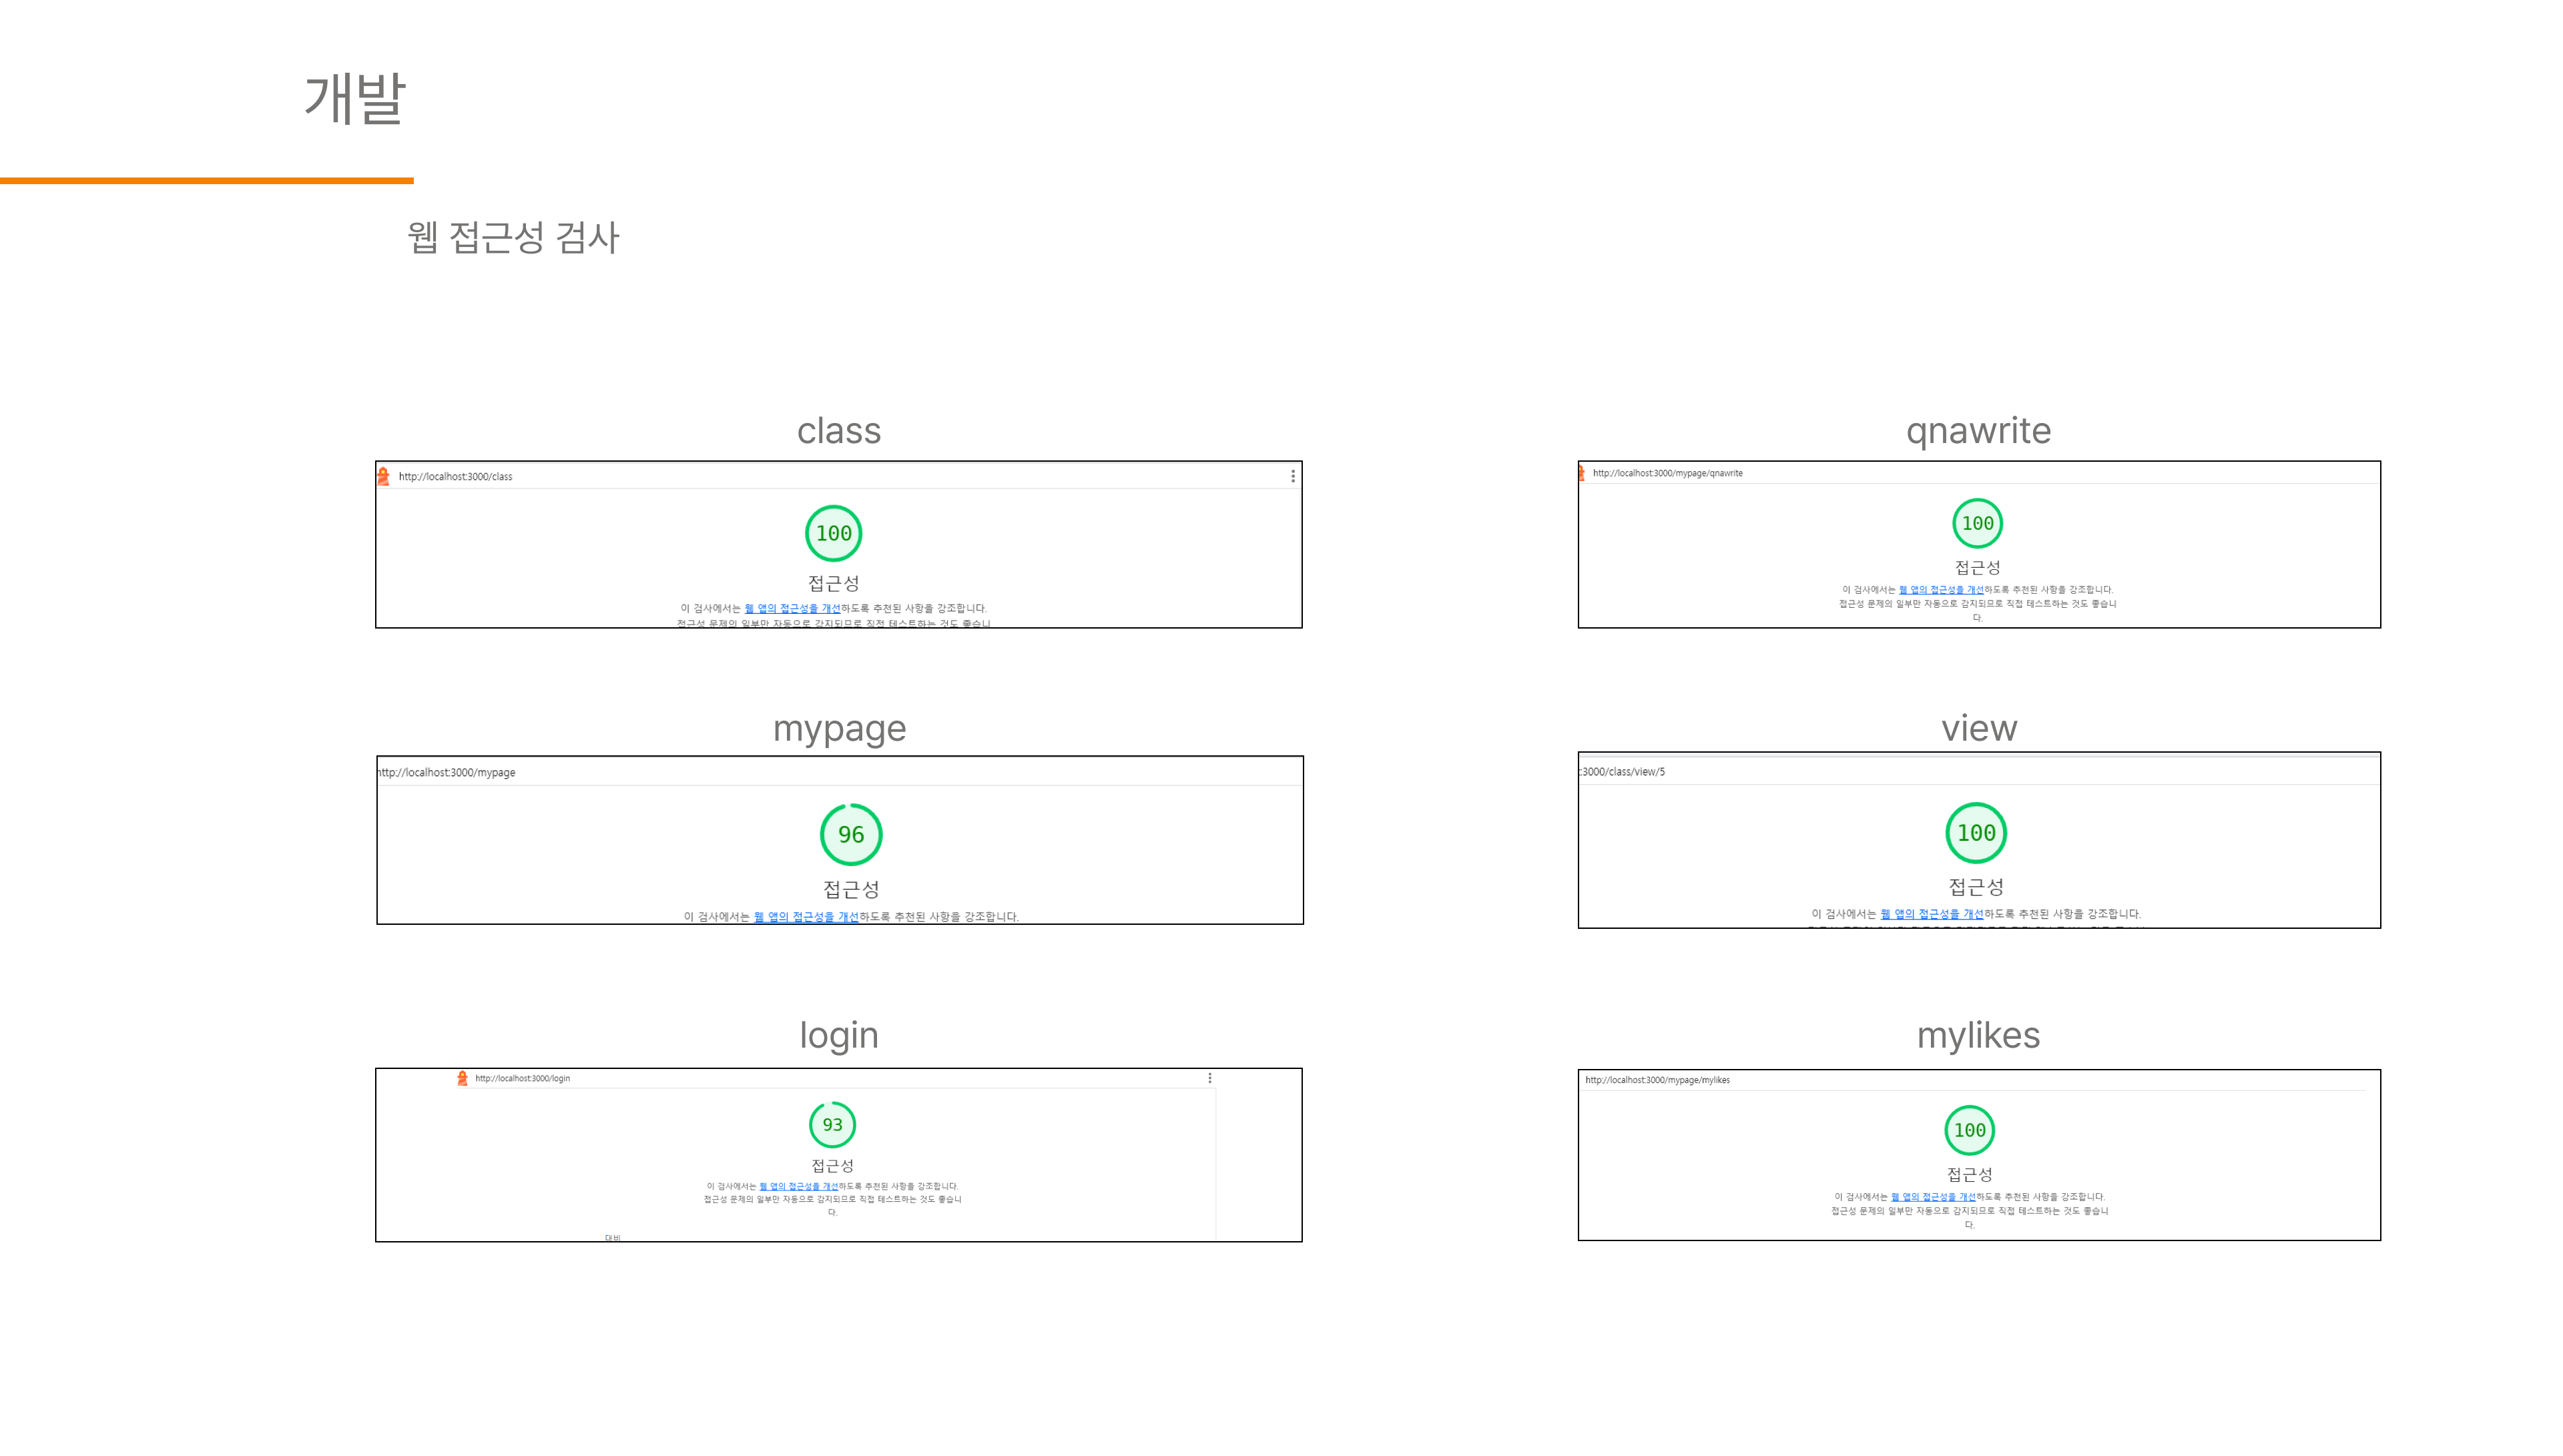 개발
웹 접근성 검사
class
http://localhost:3000/class
100
접근성
이 검사에서는 웹 앱의 접근성을 개선하도록 추천된 사항을 강조합니다.
접근성 문제의 일부만 자동으로 감지되므로 직접 테스트하는 것도 좋습니
qnawrite
http://localhost:3000/mypage/qnawrite
100
접근성
이 검사에서는 웹 앱의 접근성을 개선하도록 추천된 사항을 강조합니다.
접근성 문제의 일부만 자동으로 감지되므로 직접 테스트하는 것도 좋습니
다.
mypage
http://localhost:3000/mypage
96
접근성
이 검사에서는 웹 앱의 접근성을 개선하도록 추천된 사항을 강조합니다.
view
:3000/class/view/5
100
접근성
이 검사에서는 웹 앱의 접근성을 개선하도록 추천된 사항을 강조합니다.
login
http://localhost:3000/login
93
접근성
이 검사에서는 웹 앱의 접근성을 개선하도록 추천된 사항을 강조합니다.
접근성 문제의 일부만 자동으로 감지되므로 직접 테스트하는 것도 좋습니
다.
대비
mylikes
http://localhost:3000/mypage/mylikes
100
접근성
이 검사에서는 웹 앱의 접근성을 개선하도록 추천된 사항을 강조합니다.
접근성 문제의 일부만 자동으로 감지되므로 직접 테스트하는 것도 좋습니
다.